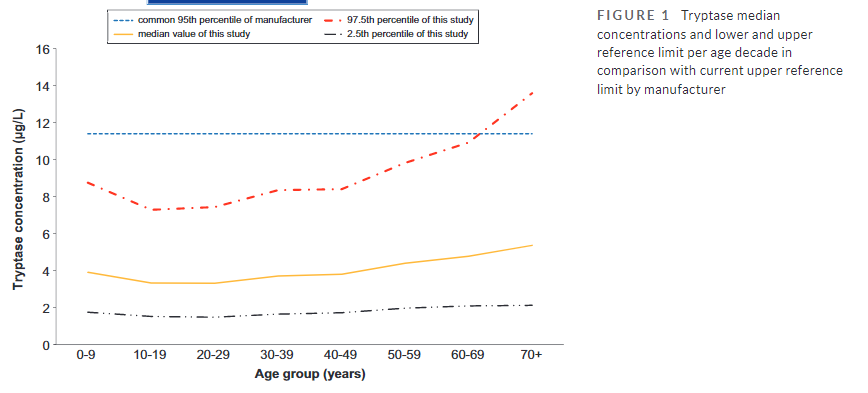 common 95th percentile of manufacturer
97.5th percentile of this study
median value of this study
2.5th percentile of this study
16
14
12
10
8
6
4
2
0
Tryptase concentration (µg/L)
0-9 10-19 20-29 30-39 40-49 50-59 60-69 70+
Age group (years)
FIGURE 1 Tryptase median
concentrations and lower and upper
reference limit per age decade in
comparison with current upper reference
limit by manufacturer